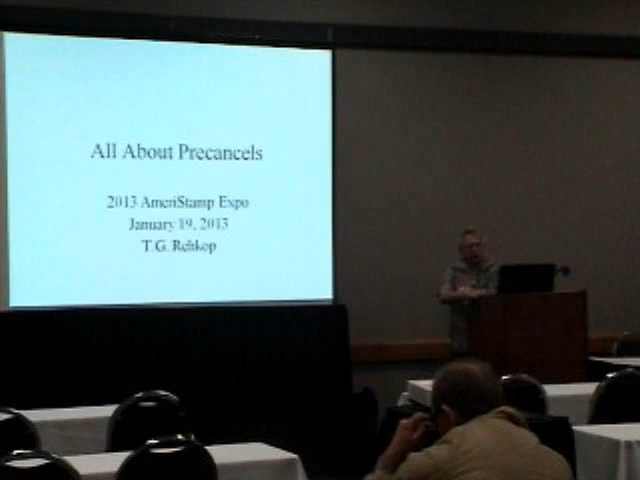 All About Precancels
2013 AmeriStamp Expo
January 19, 2013
T.G. Rehkop